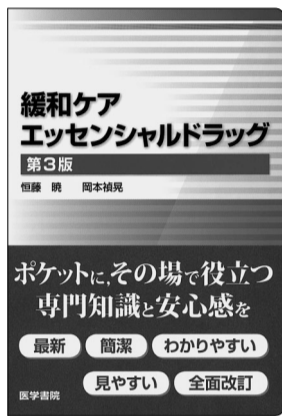 緩和ケア
エッセンシャルドラッグ
第3版
恒藤 暁 岡本禎晃
ポケットに,その場で役立つ
専門知識と安心感を
最新 簡潔 わかりやすい
見やすい 全面改訂
医学書院